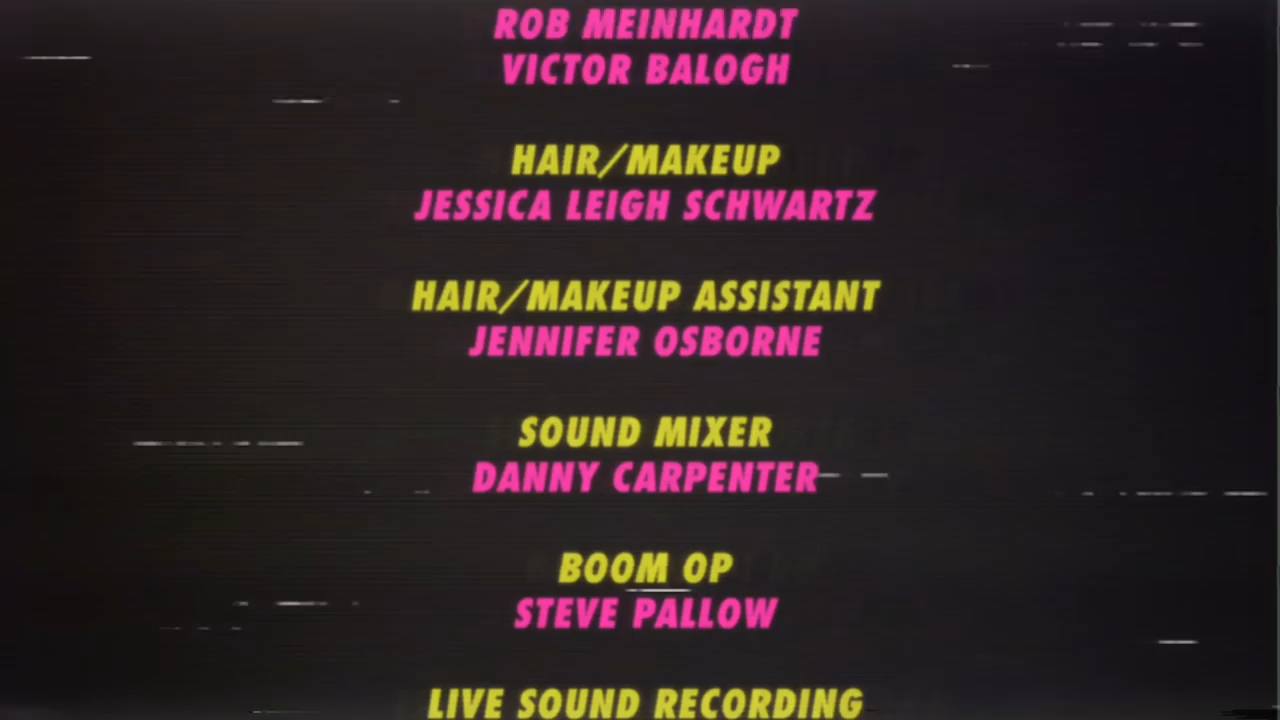 ROB MEINHARDT
VICTOR BALOGH
HAIR/MAKEUP
JESSICA LEIGH SCHWARTZ
HAIR/MAKEUP ASSISTANT
JENNIFER OSBORNE
SOUND MIXER
DANNY CARPENTER
BOOM OP
STEVE PALLOW
LIVE SOUND RECORDING